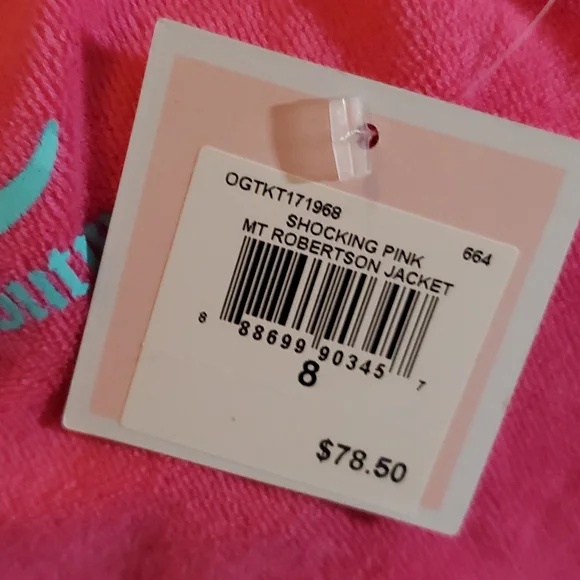 OGTKT171968
664
SHOCKING PINK
MT ROBERTSON JACKET
8 88699 90345 7
8
$78.50